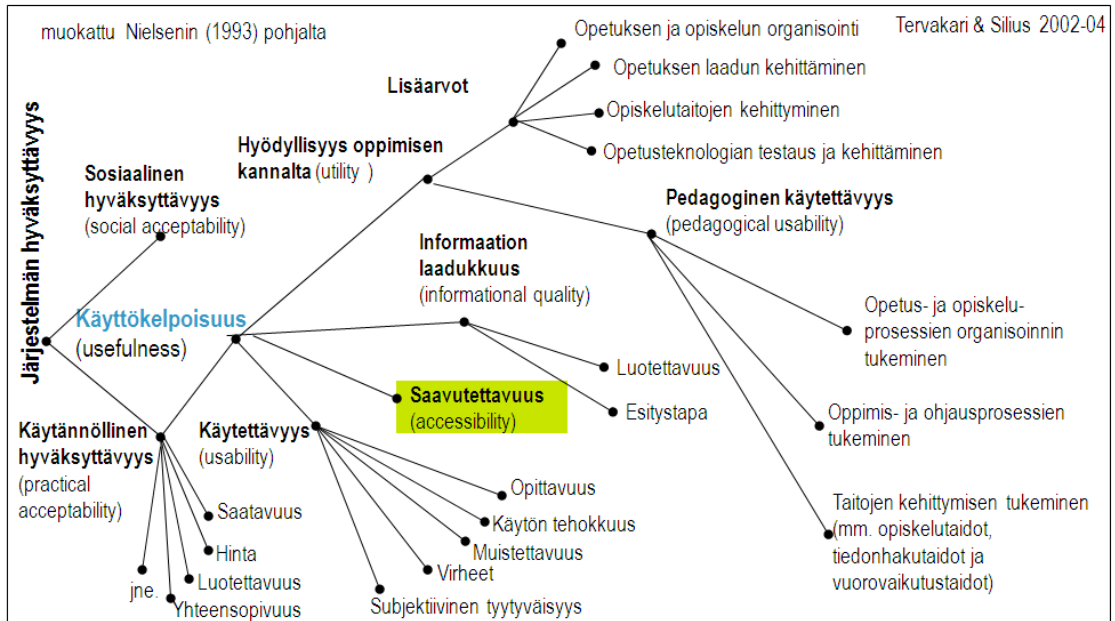 muokattu Nielsenin (1993) pohjalta
Tervakari & Silius 2002-04
Opetuksen ja opiskelun organisointi
Opetuksen laadun kehittäminen
Lisäarvot
Opiskelutaitojen kehittyminen
Opetusteknologian testaus ja kehittäminen
Hyödyllisyys oppimisen
kannalta (utility )
Järjestelmän hyväksyttävyys
Sosiaalinen
hyväksyttävyys
(social acceptability)
Pedagoginen käytettävyys
(pedagogical usability)
Informaation
laadukkuus
(informational quality)
Käyttökelpoisuus
(usefulness)
Opetus- ja opiskelu-
prosessien organisoinnin
tukeminen
Luotettavuus
Esitystapa
Saavutettavuus
(accessibility)
Oppimis- ja ohjausprosessien
tukeminen
Käytännöllinen
hyväksyttävyys
(practical
acceptability)
Käytettävyys
(usability)
Saatavuus
Hinta
Luotettavuus
Yhteensopivuus
jne.
Opittavuus
Käytön tehokkuus
Muistettavuus
Virheet
Subjektiivinen tyytyväisyys
Taitojen kehittymisen tukeminen
(mm. opiskelutaidot,
tiedonhakutaidot ja
vuorovaikutustaidot)